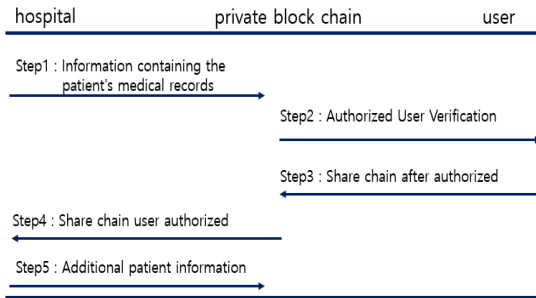 hospital private block chain user
Step1 : Information containing the
patient's medical records
Step2 : Authorized User Verification
Step3 : Share chain after authorized
Step4 : Share chain user authorized
Step5 : Additional patient information